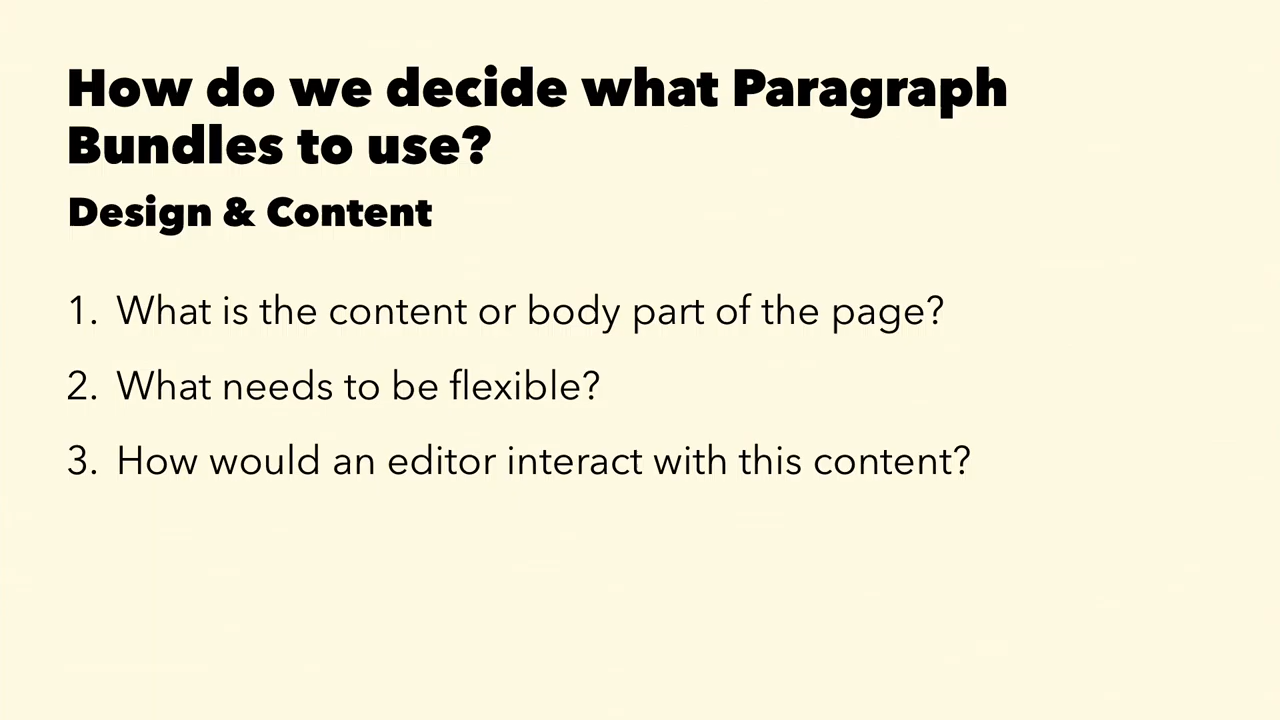 How do we decide what Paragraph
Bundles to use?
Design & Content
1. What is the content or body part of the page?
2. What needs to be flexible?
3. How would an editor interact with this content?